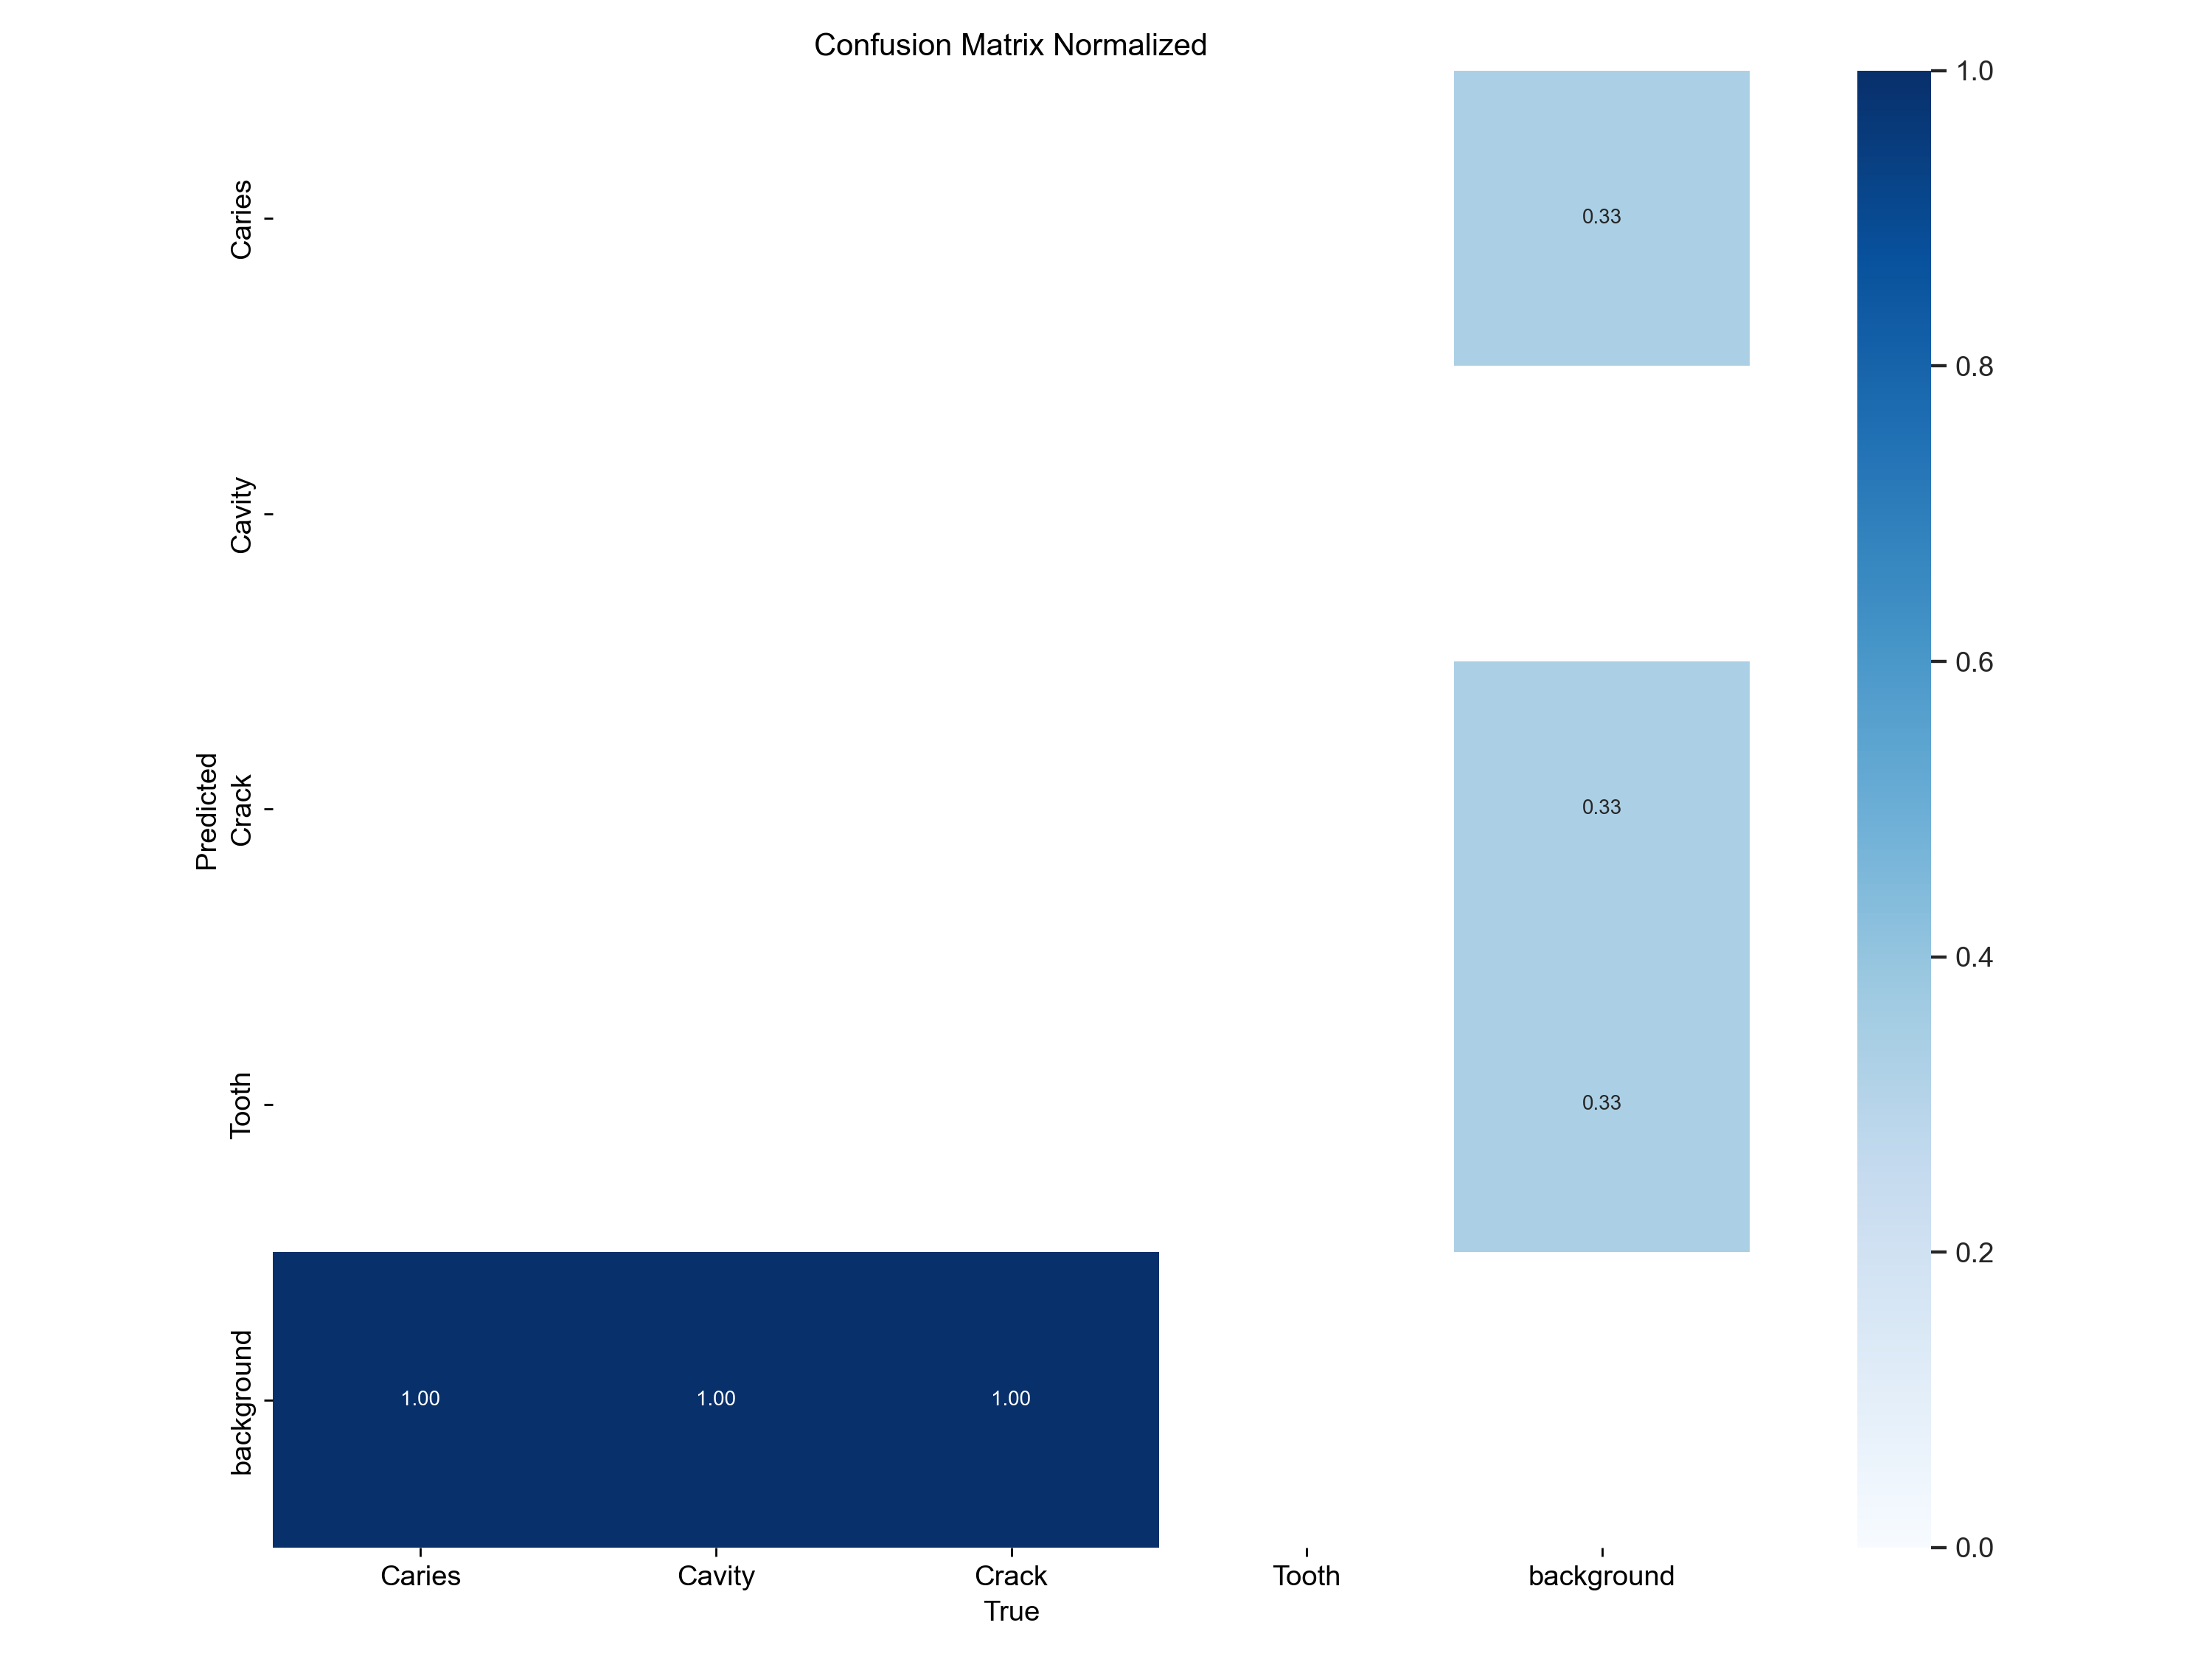 Confusion Matrix Normalized
Caries
Cavity
Crack
Tooth
background
Predicted
0.33
0.33
0.33
1.00 1.00 1.00
Caries Cavity Crack Tooth background
True
1.0
0.8
0.6
0.4
0.2
0.0